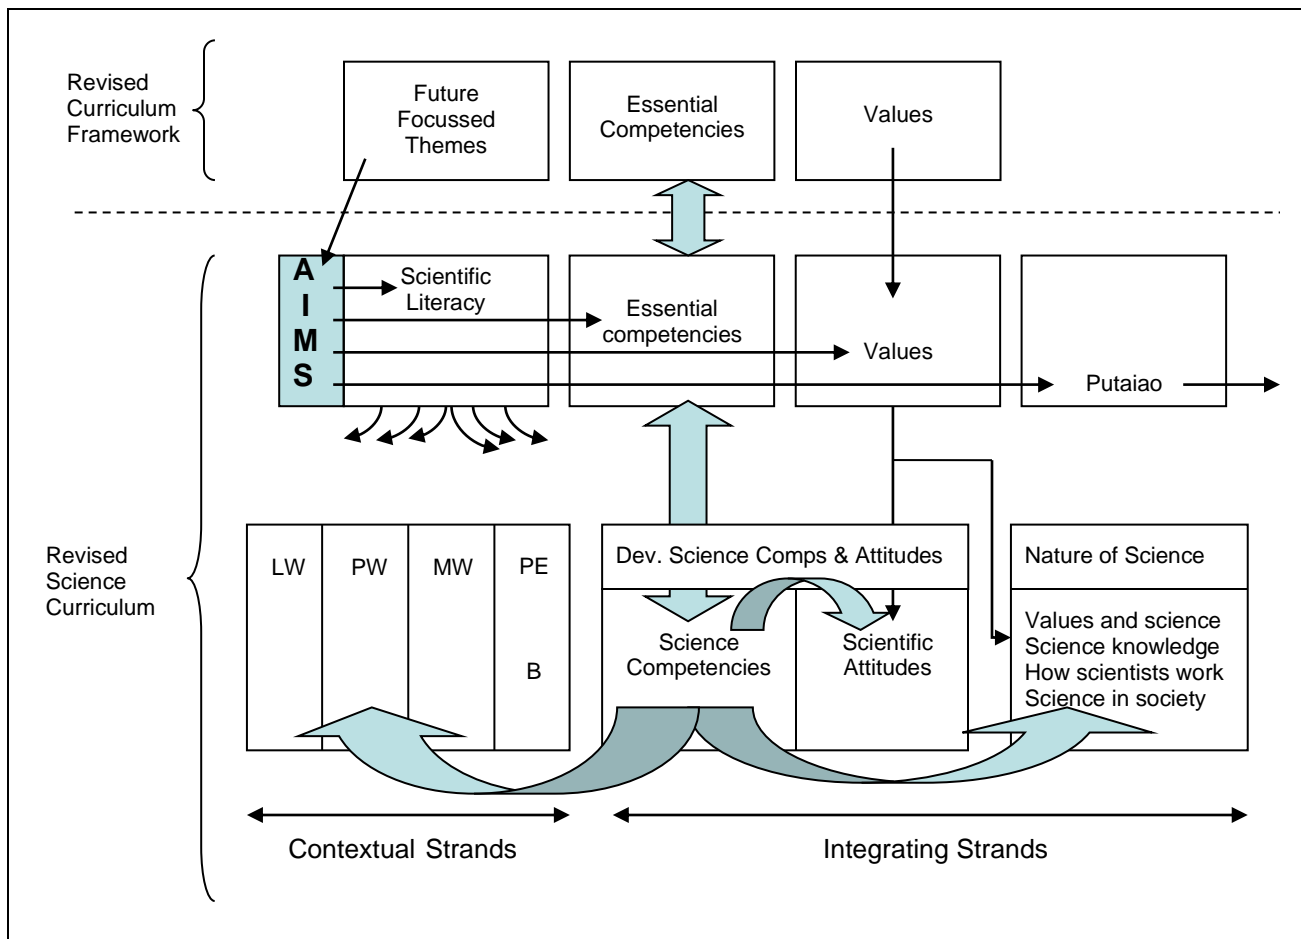 Revised
Curriculum
Framework
Future
Focussed
Themes
Essential
Competencies
Values
A
I
M
S
Scientific
Literacy
Essential
competencies
Values
Putaiao
Revised
Science
Curriculum
LW
PW
MW
PE
B
Dev. Science Comps & Attitudes
Science
Competencies
Scientific
Attitudes
Nature of Science
Values and science
Science knowledge
How scientists work
Science in society
Contextual Strands
Integrating Strands